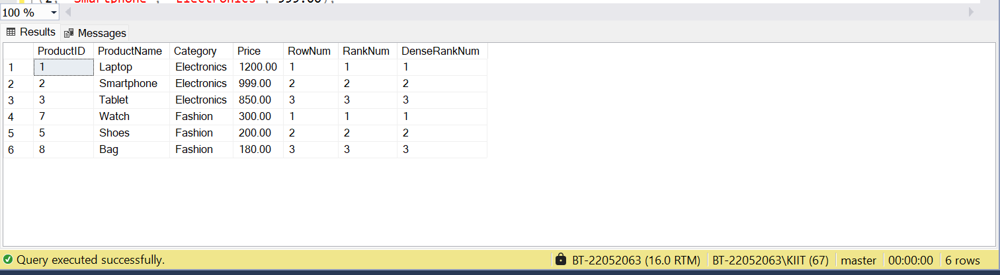 (2, 'Smartphone', 'Electronics', 999.00),
100 %
Results Messages
ProductID ProductName Category Price RowNum RankNum DenseRankNum
1 1 Laptop Electronics 1200.00 1 1 1
2 2 Smartphone Electronics 999.00 2 2 2
3 3 Tablet Electronics 850.00 3 3 3
4 7 Watch Fashion 300.00 1 1 1
5 5 Shoes Fashion 200.00 2 2 2
6 8 Bag Fashion 180.00 3 3 3
Query executed successfully. BT-22052063 (16.0 RTM) BT-22052063\KIIT (67) master 00:00:00 6 rows